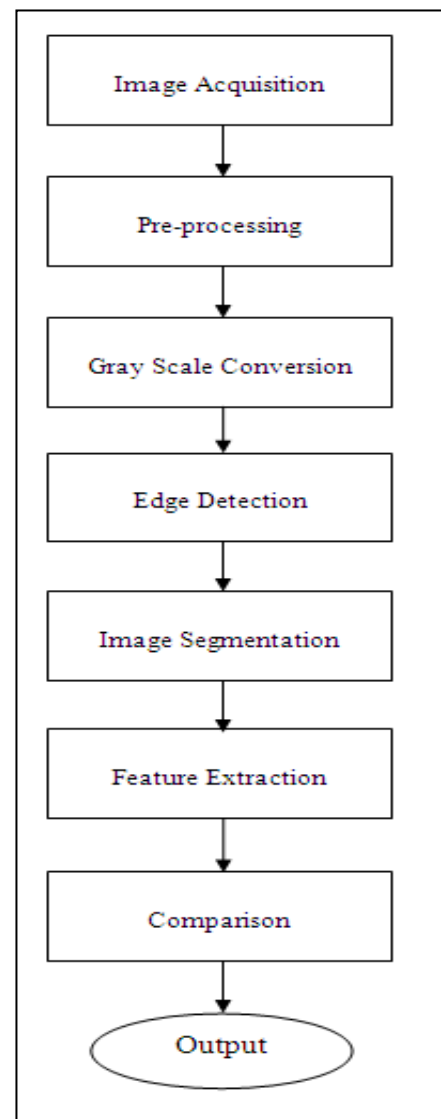 Image Acquisition
Pre-processing
Gray Scale Conversion
Edge Detection
Image Segmentation
Feature Extraction
Comparison
Output